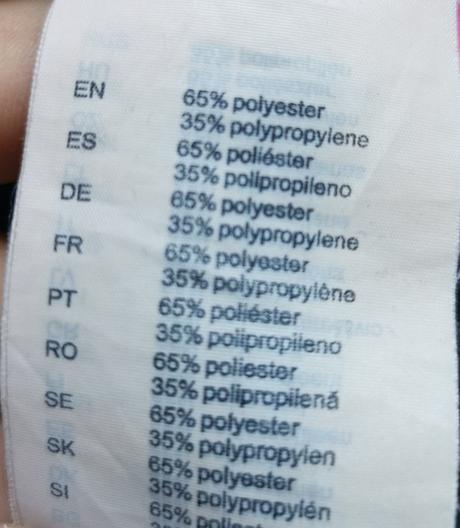 EN 65% polyester
35% polypropylene
ES 65% poliéster
35% polipropileno
DE 65% polyester
35% polypropylene
FR 65% polyester
35% polypropylène
PT 65% poliéster
35% polipropileno
RO 65% poliester
35% polipropilenă
SE 65% polyester
35% polypropylen
SK 65% polyester
35% polypropylén
SI 65%